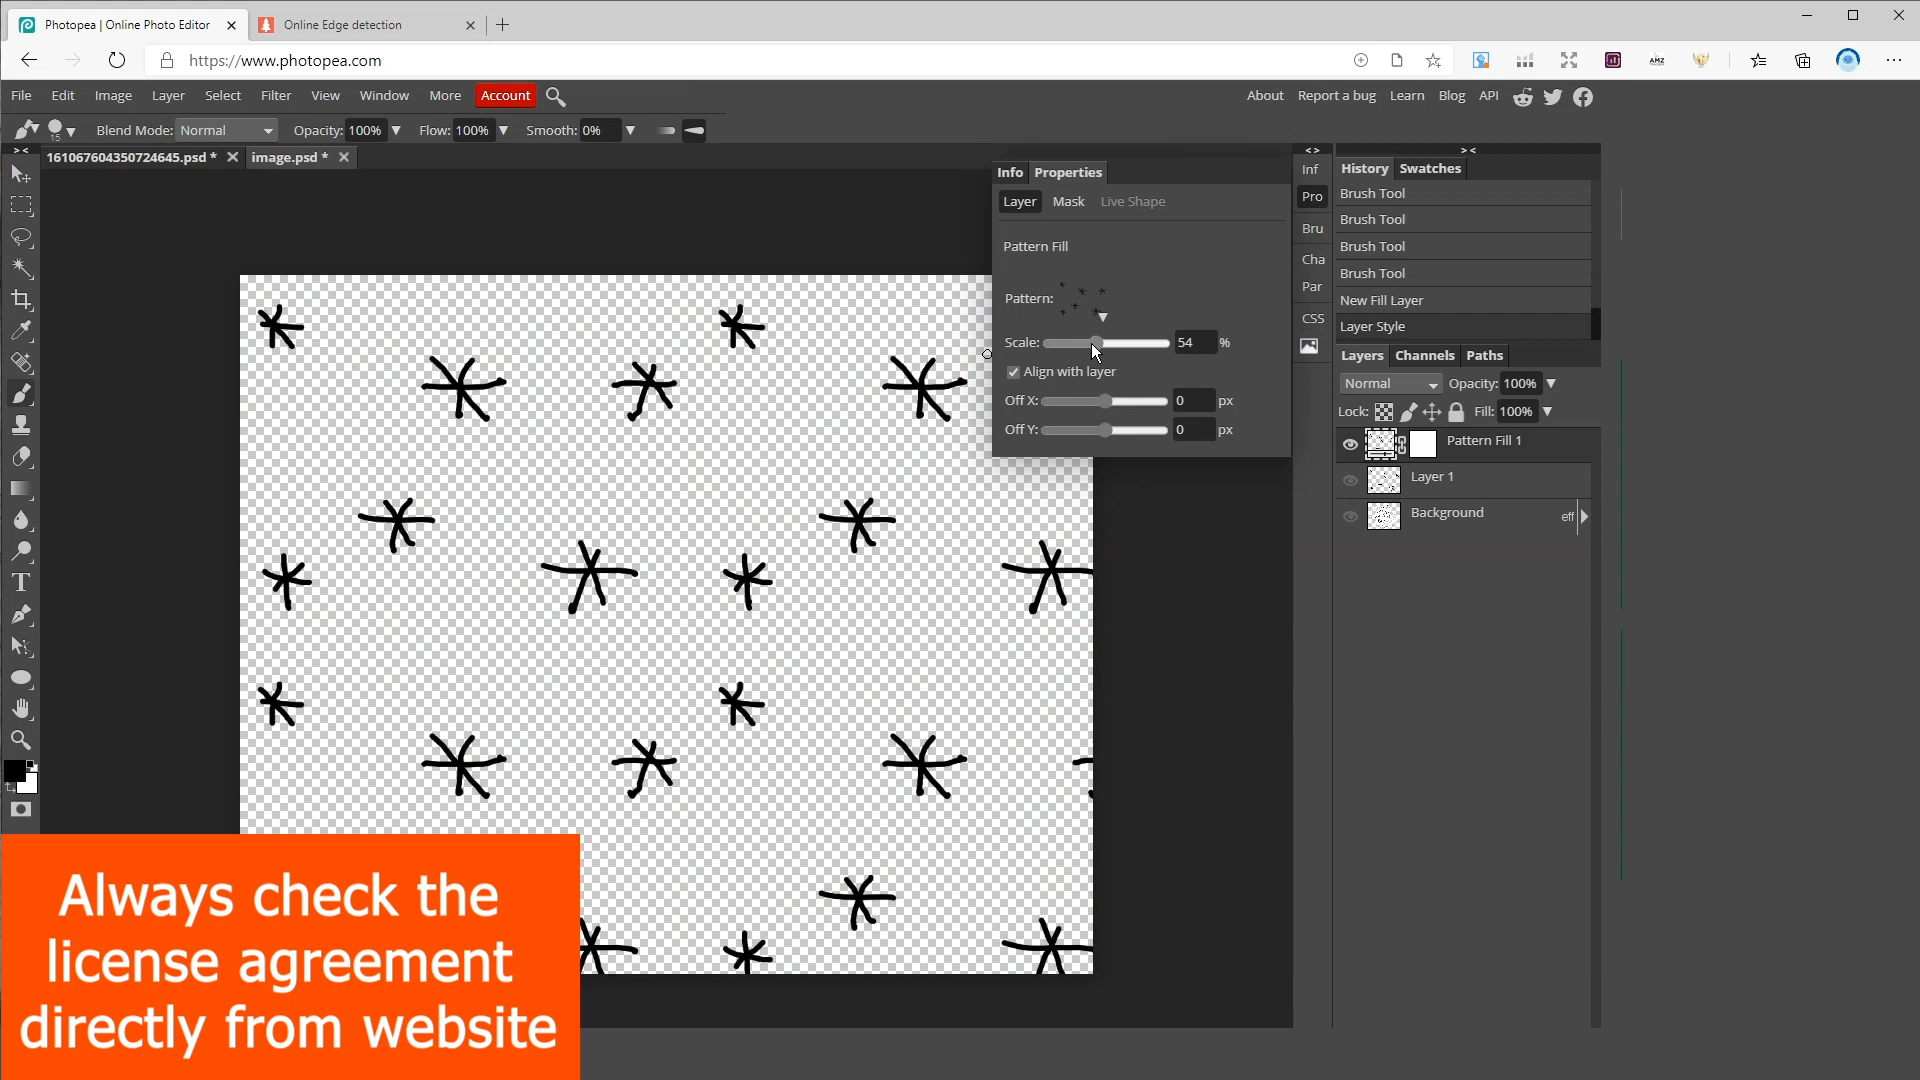 Photopea | Online Photo Editor
Online Edge detection
https://www.photopea.com
AMZ
File Edit Image Layer Select Filter View Window More Account
About Report a bug Learn Blog API
15
Blend Mode: Normal Opacity: 100% Flow: 100% Smooth: 0%
161067604350724645.psd *
image.psd *
Info Properties
Layer Mask Live Shape
Pattern Fill
Pattern:
Scale: 54 %
Align with layer
Off X: 0 px
Off Y: 0 px
Inf
Pro
Bru
Cha
Par
CSS
History Swatches
Brush Tool
Brush Tool
Brush Tool
Brush Tool
New Fill Layer
Layer Style
Layers Channels Paths
Normal Opacity: 100%
Lock: Fill: 100%
Pattern Fill 1
Layer 1
Background eff
Always check the
license agreement
directly from website